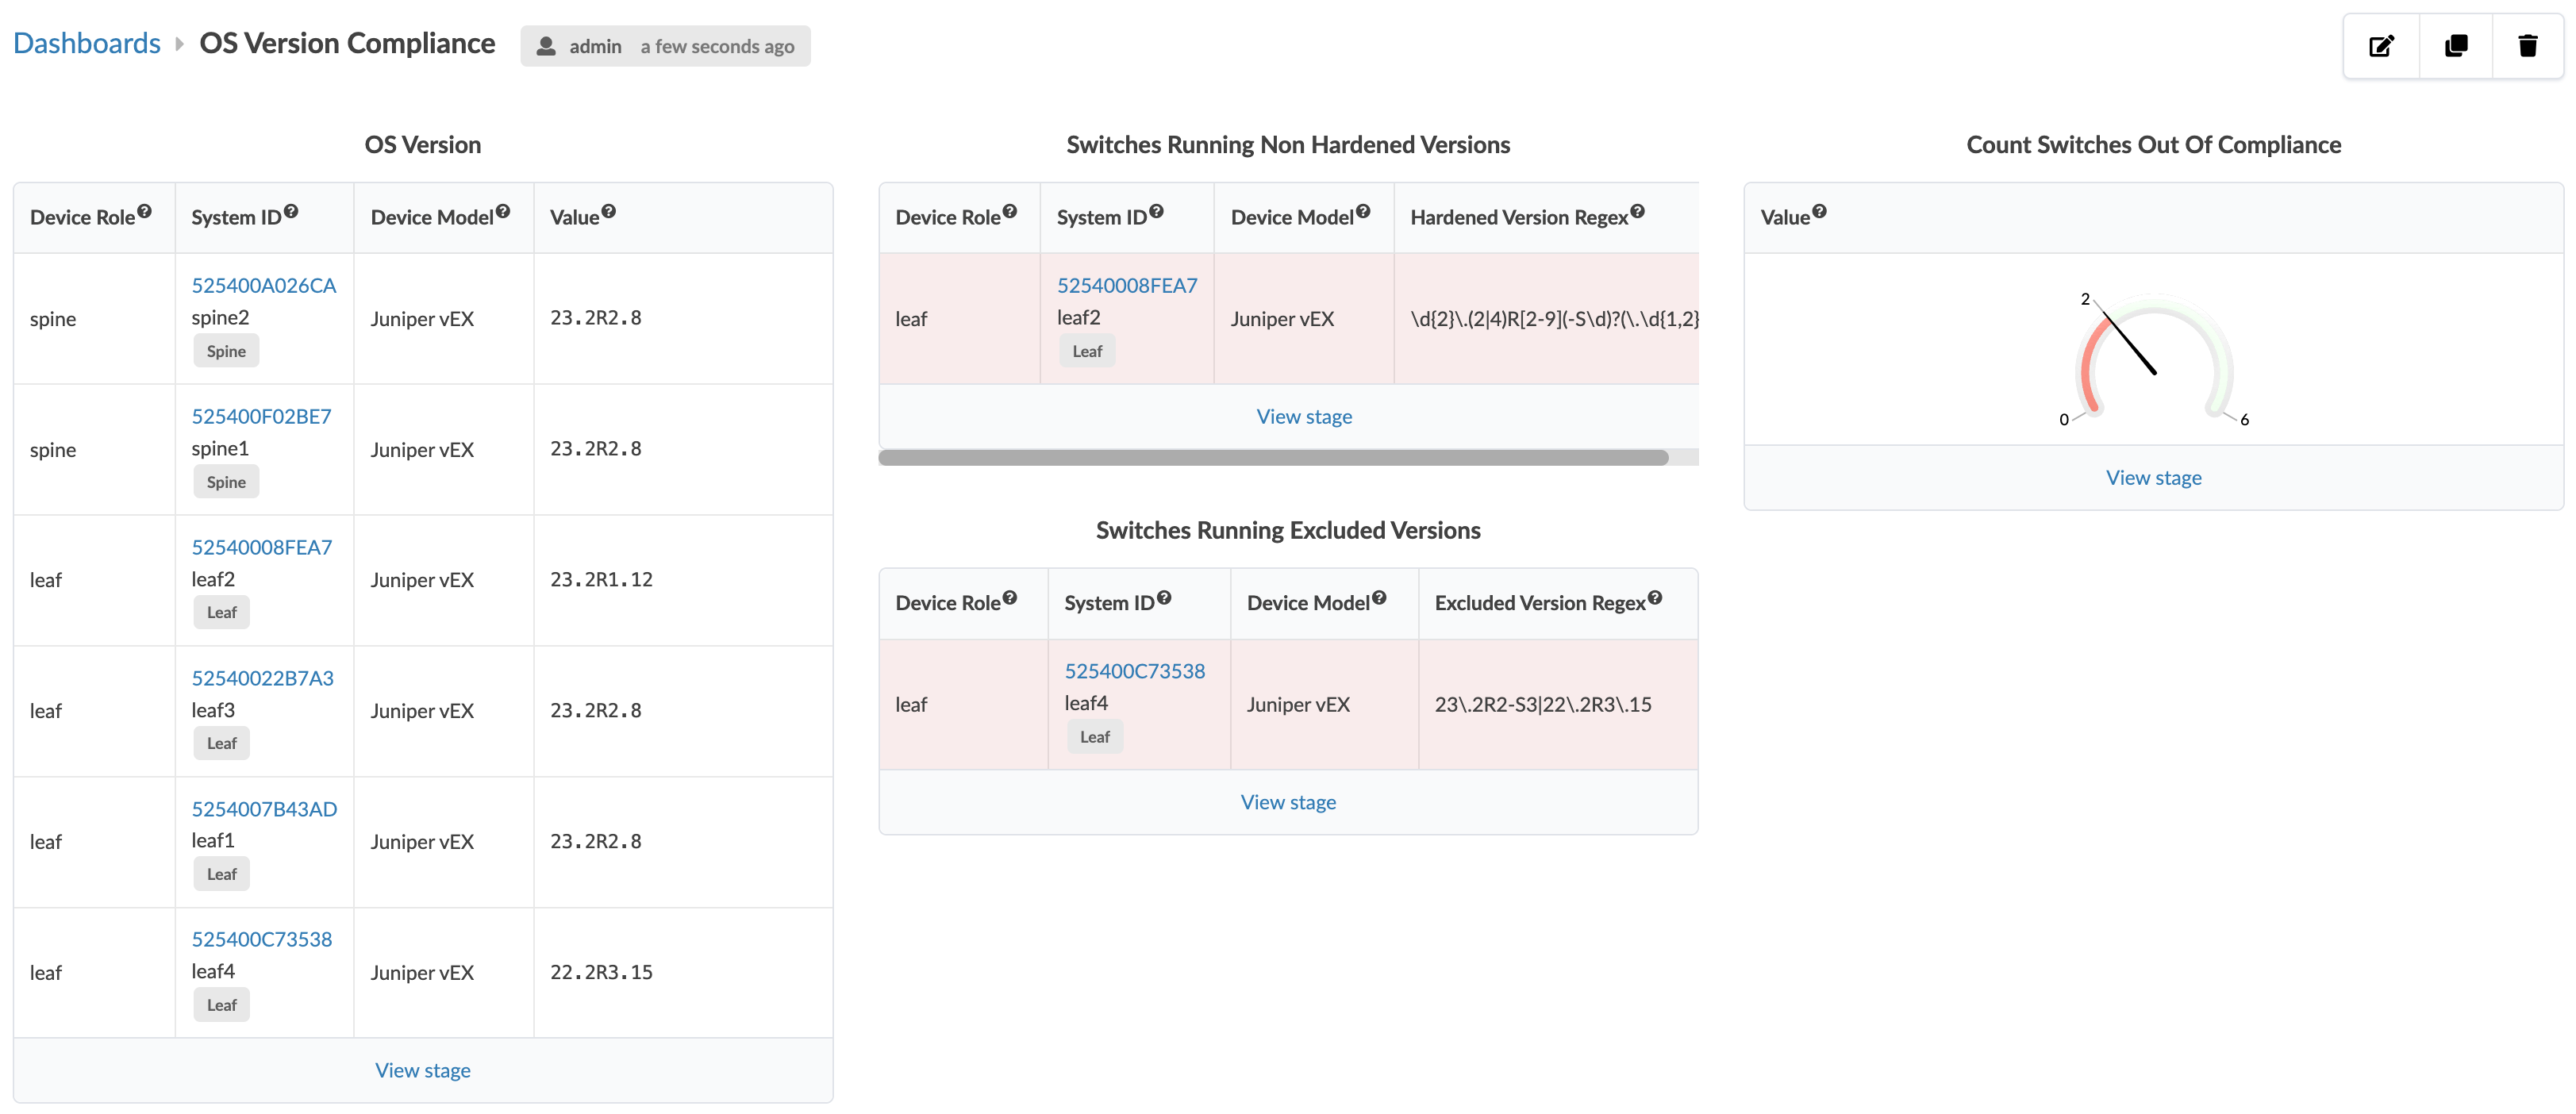 Dashboards OS Version Compliance admin a few seconds ago
OS Version
Device Role System ID Device Model Value
spine 525400A026CA spine2 Spine Juniper vEX 23.2R2.8
spine 525400F02BE7 spine1 Spine Juniper vEX 23.2R2.8
leaf 52540008FEA7 leaf2 Leaf Juniper vEX 23.2R1.12
leaf 52540022B7A3 leaf3 Leaf Juniper vEX 23.2R2.8
leaf 5254007B43AD leaf1 Leaf Juniper vEX 23.2R2.8
leaf 525400C73538 leaf4 Leaf Juniper vEX 22.2R3.15
View stage
Switches Running Non Hardened Versions
Device Role System ID Device Model Hardened Version Regex
leaf 52540008FEA7 leaf2 Leaf Juniper vEX \d{2}\.(2|4)R[2-9](-S\d)?(\.\d{1,2}
View stage
Switches Running Excluded Versions
Device Role System ID Device Model Excluded Version Regex
leaf 525400C73538 leaf4 Leaf Juniper vEX 23\.2R2-S3|22\.2R3\.15
View stage
Count Switches Out Of Compliance
Value
2
0 6
View stage